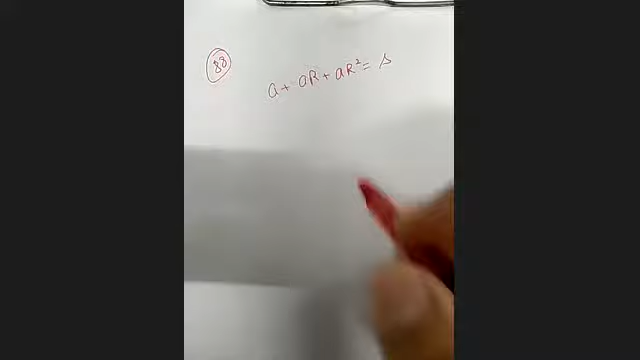 88
a + aR + aR² = s